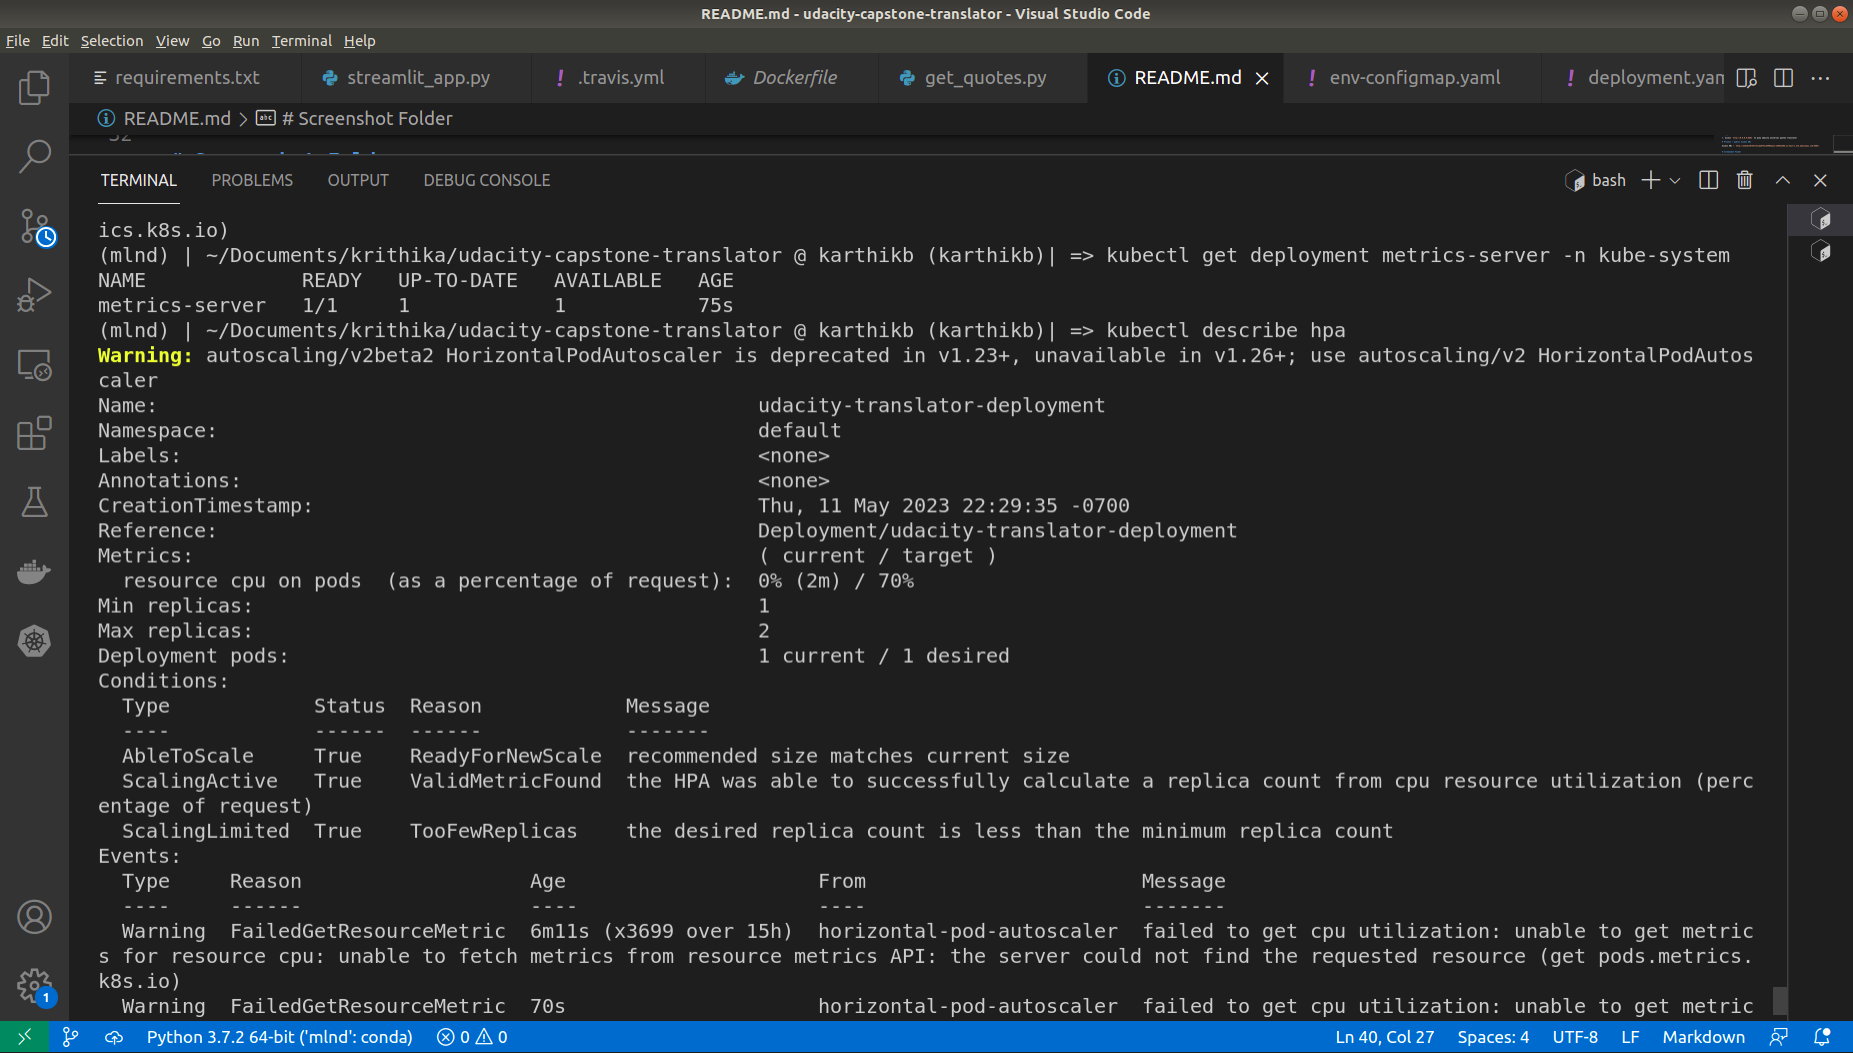 README.md - udacity-capstone-translator - Visual Studio Code
File Edit Selection View Go Run Terminal Help
requirements.txt streamlit_app.py .travis.yml Dockerfile get_quotes.py README.md env-configmap.yaml deployment.yam
README.md > # Screenshot Folder
TERMINAL PROBLEMS OUTPUT DEBUG CONSOLE bash
ics.k8s.io)
(mlnd) | ~/Documents/krithika/udacity-capstone-translator @ karthikb (karthikb)| => kubectl get deployment metrics-server -n kube-system
NAME READY UP-TO-DATE AVAILABLE AGE
metrics-server 1/1 1 1 75s
(mlnd) | ~/Documents/krithika/udacity-capstone-translator @ karthikb (karthikb)| => kubectl describe hpa
Warning: autoscaling/v2beta2 HorizontalPodAutoscaler is deprecated in v1.23+, unavailable in v1.26+; use autoscaling/v2 HorizontalPodAutos
caler
Name: udacity-translator-deployment
Namespace: default
Labels: <none>
Annotations: <none>
CreationTimestamp: Thu, 11 May 2023 22:29:35 -0700
Reference: Deployment/udacity-translator-deployment
Metrics: ( current / target )
resource cpu on pods (as a percentage of request): 0% (2m) / 70%
Min replicas: 1
Max replicas: 2
Deployment pods: 1 current / 1 desired
Conditions:
Type Status Reason Message
---- ------ ------ -------
AbleToScale True ReadyForNewScale recommended size matches current size
ScalingActive True ValidMetricFound the HPA was able to successfully calculate a replica count from cpu resource utilization (perc
entage of request)
ScalingLimited True TooFewReplicas the desired replica count is less than the minimum replica count
Events:
Type Reason Age From Message
---- ------ ---- ---- -------
Warning FailedGetResourceMetric 6m11s (x3699 over 15h) horizontal-pod-autoscaler failed to get cpu utilization: unable to get metric
s for resource cpu: unable to fetch metrics from resource metrics API: the server could not find the requested resource (get pods.metrics.
k8s.io)
Warning FailedGetResourceMetric 70s horizontal-pod-autoscaler failed to get cpu utilization: unable to get metric
1
Python 3.7.2 64-bit ('mlnd': conda) 0 0 Ln 40, Col 27 Spaces: 4 UTF-8 LF Markdown